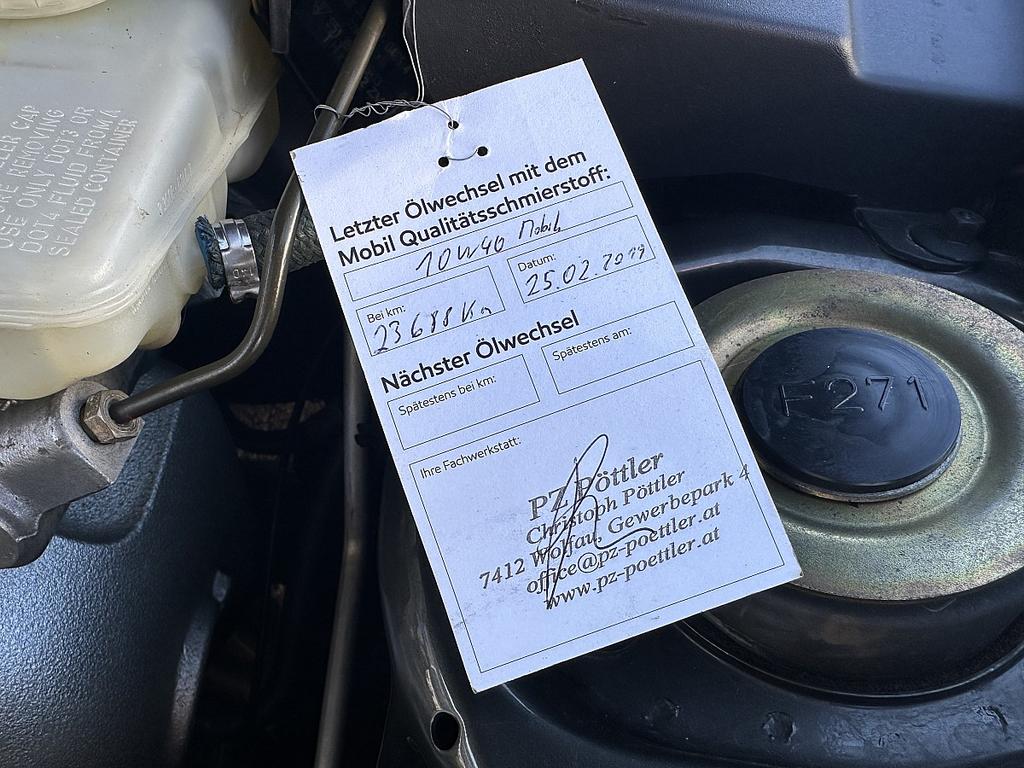 CAP
REMOVING
USE ONLY DOT3 OR
DOT4 FLUID FROM A
SEALED CONTAINER
Letzter Ölwechsel mit dem
Mobil Qualitätsschmierstoff:
10W40 Mobil
Bei km:
23688 Km
Datum:
25.02.2019
Nächster Ölwechsel
Spätestens bei km:
Spätestens am:
Ihre Fachwerkstatt:
PZ Pöttler
Christoph Pöttler
7412 Wolfau, Gewerbepark 4
office@pz-poettler.at
www.pz-poettler.at
F271